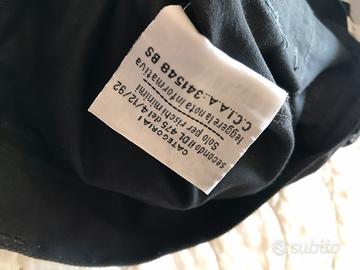 CATEGORIA I
secondo il DL 475 del 4/12/92
Solo per rischi minimi
leggere la nota informativa
C.C.I.A.A.:341548 BS
subito